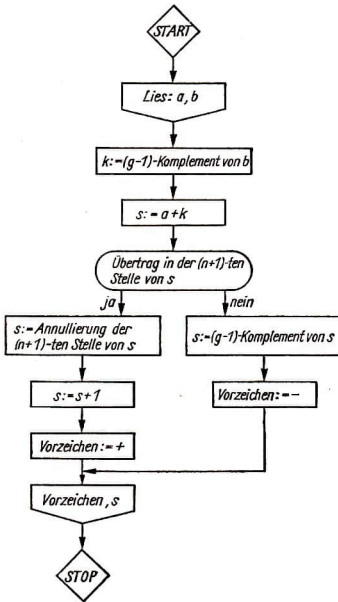 START
Lies: a, b
k:=(g-1)-Komplement von b
s:=a+k
Übertrag in der (n+1)-ten
Stelle von s
ja
nein
s:=Annullierung der
(n+1)-ten Stelle von s
s:=(g-1)-Komplement von s
s:=s+1
Vorzeichen:=-
Vorzeichen:=+
Vorzeichen, s
STOP